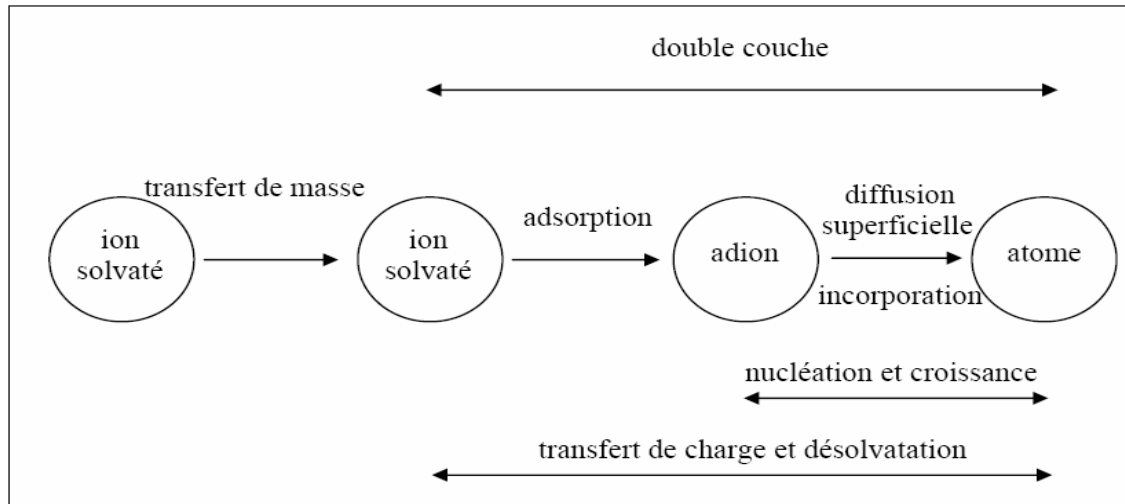 double couche
transfert de masse
ion
solvaté
ion
solvaté
adsorption
adion
diffusion
superficielle
incorporation
atome
nucléation et croissance
transfert de charge et désolvatation